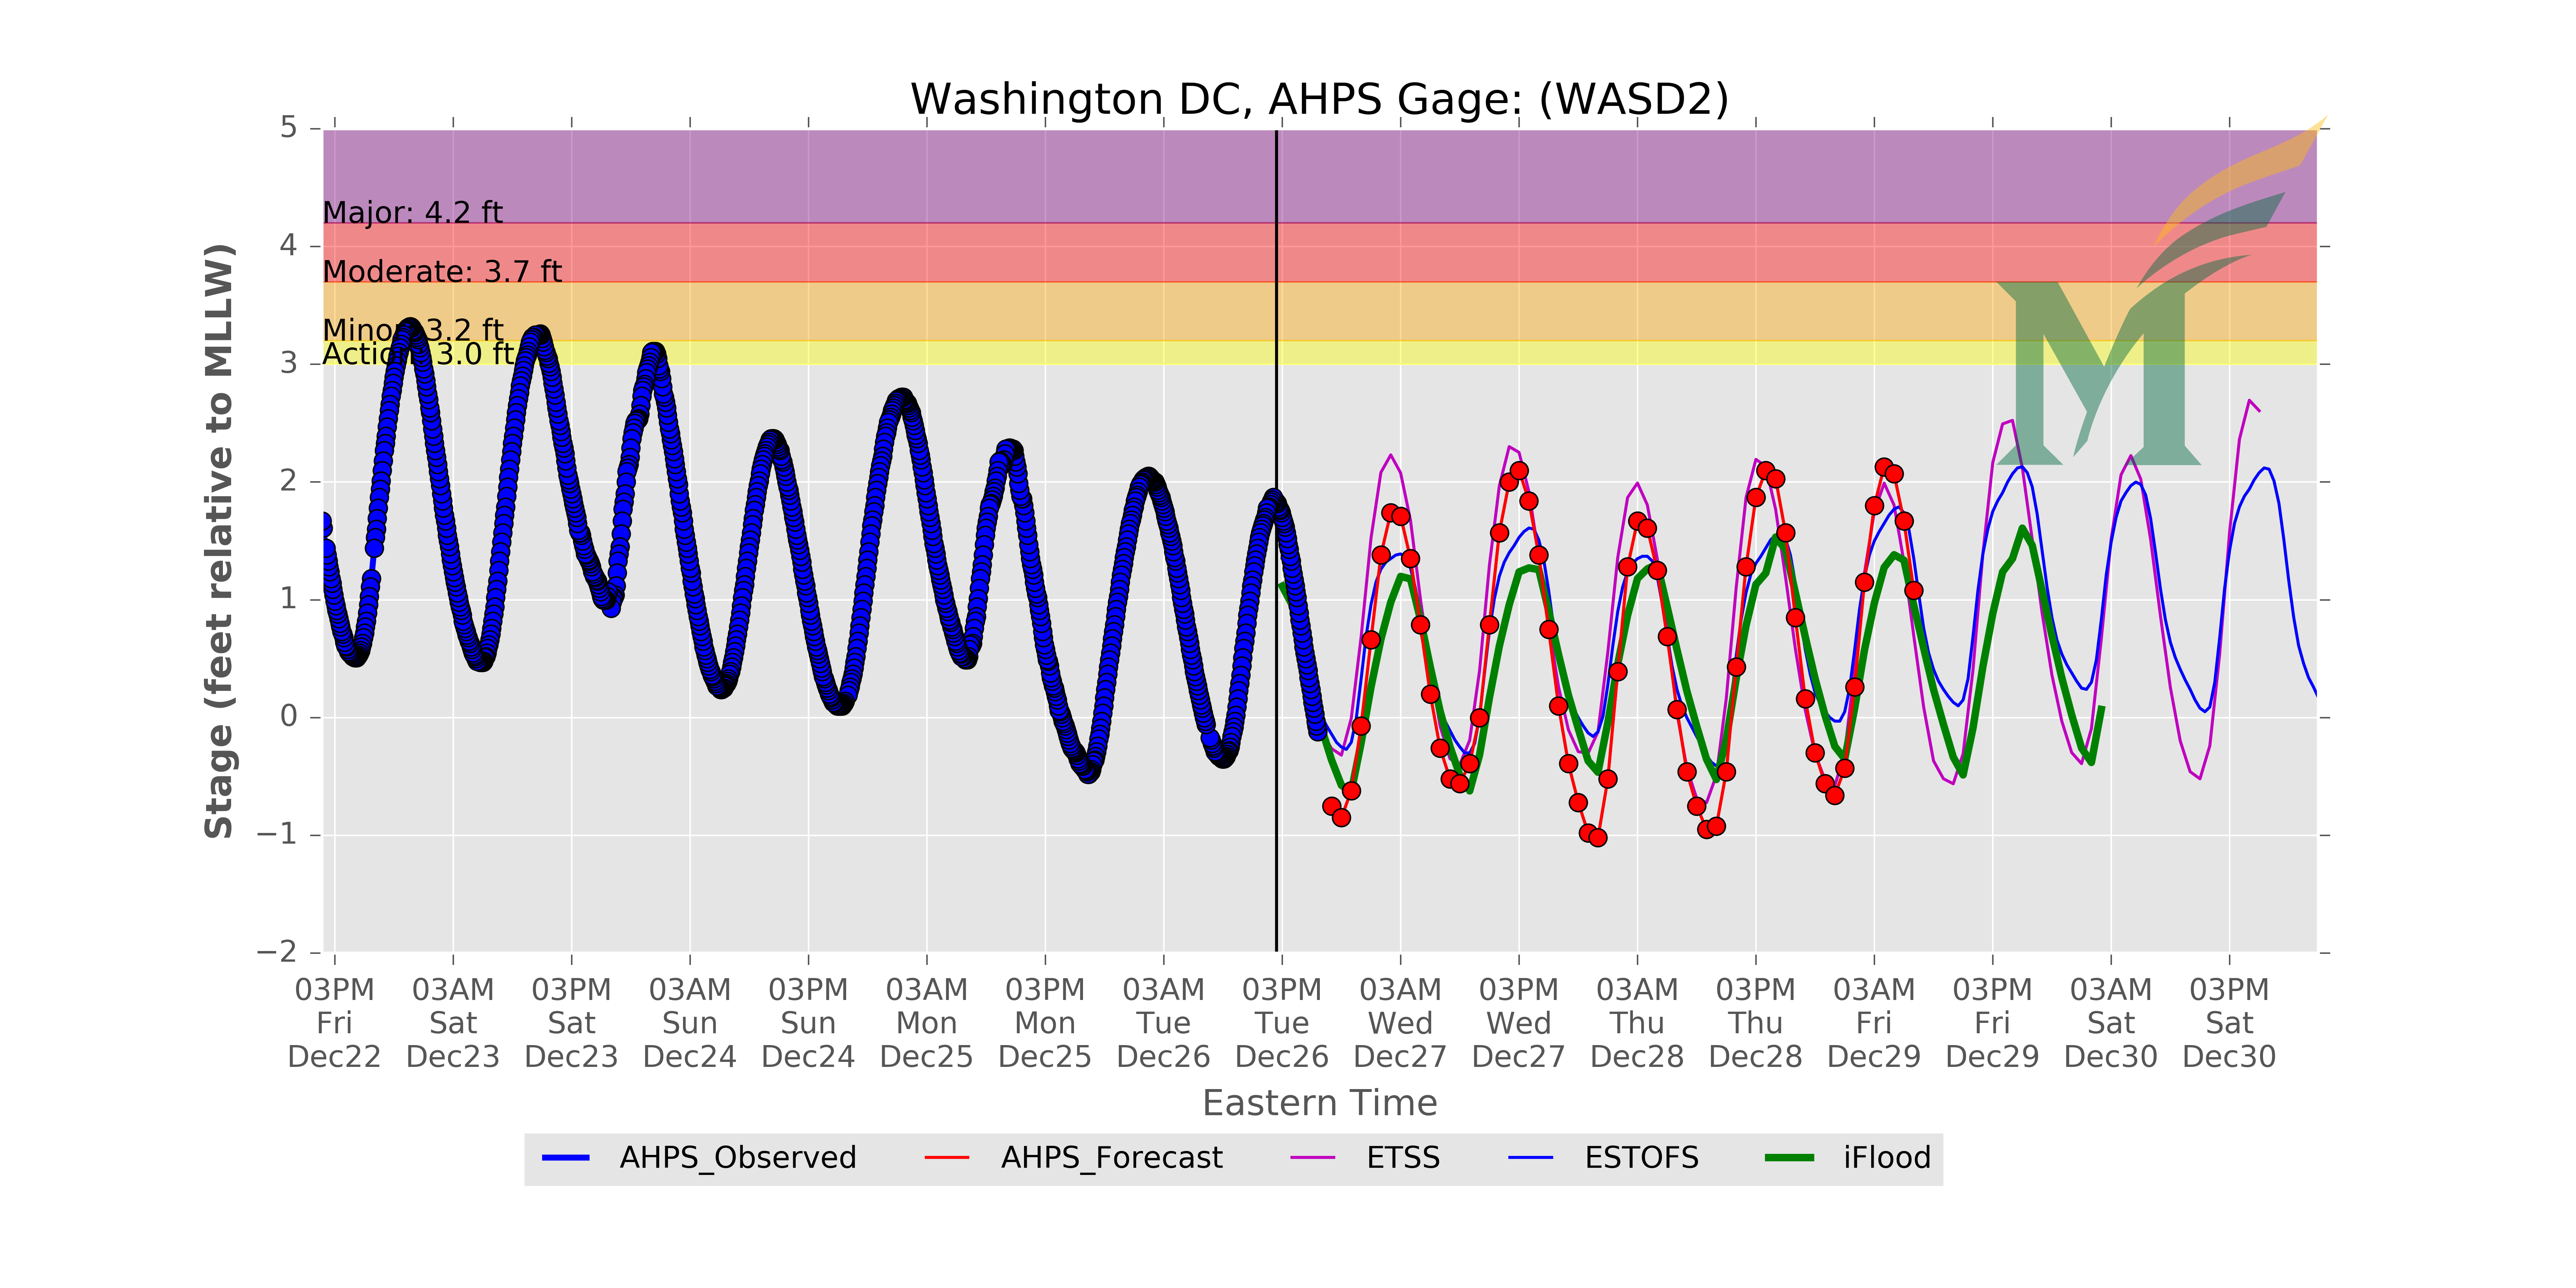 Washington DC, AHPS Gage: (WASD2)
Stage (feet relative to MLLW)
5
4
3
2
1
0
−1
−2
Major: 4.2 ft
Moderate: 3.7 ft
Minor: 3.2 ft
Action: 3.0 ft
M
03PM 03AM 03PM 03AM 03PM 03AM 03PM 03AM 03PM 03AM 03PM 03AM 03PM 03AM 03PM 03AM 03PM
Fri Sat Sat Sun Sun Mon Mon Tue Tue Wed Wed Thu Thu Fri Fri Sat Sat
Dec22 Dec23 Dec23 Dec24 Dec24 Dec25 Dec25 Dec26 Dec26 Dec27 Dec27 Dec28 Dec28 Dec29 Dec29 Dec30 Dec30
Eastern Time
AHPS_Observed AHPS_Forecast ETSS ESTOFS iFlood